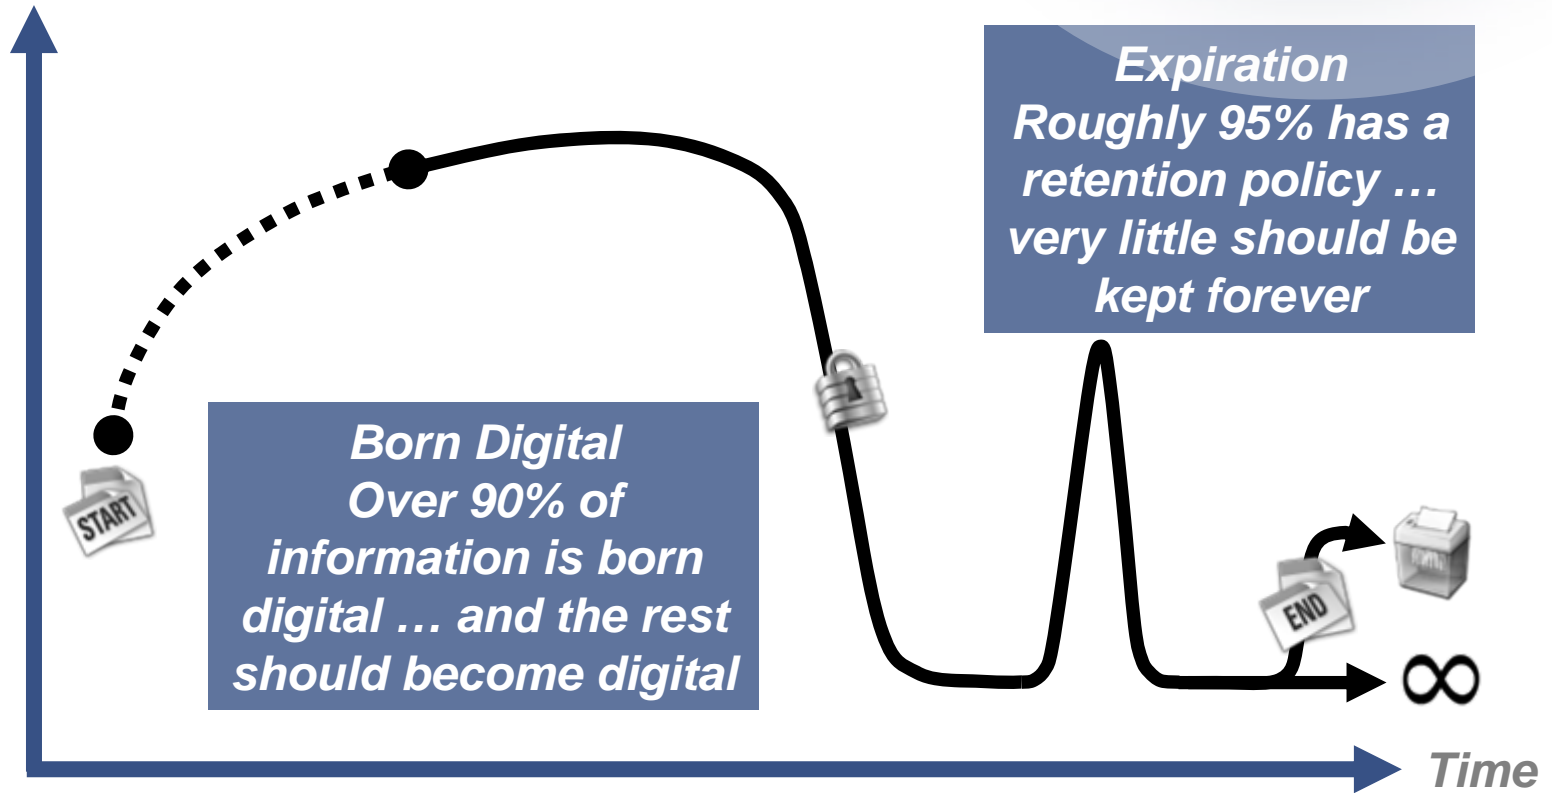 Expiration
Roughly 95% has a
retention policy …
very little should be
kept forever
Born Digital
Over 90% of
information is born
digital … and the rest
should become digital
START
END
∞
Time